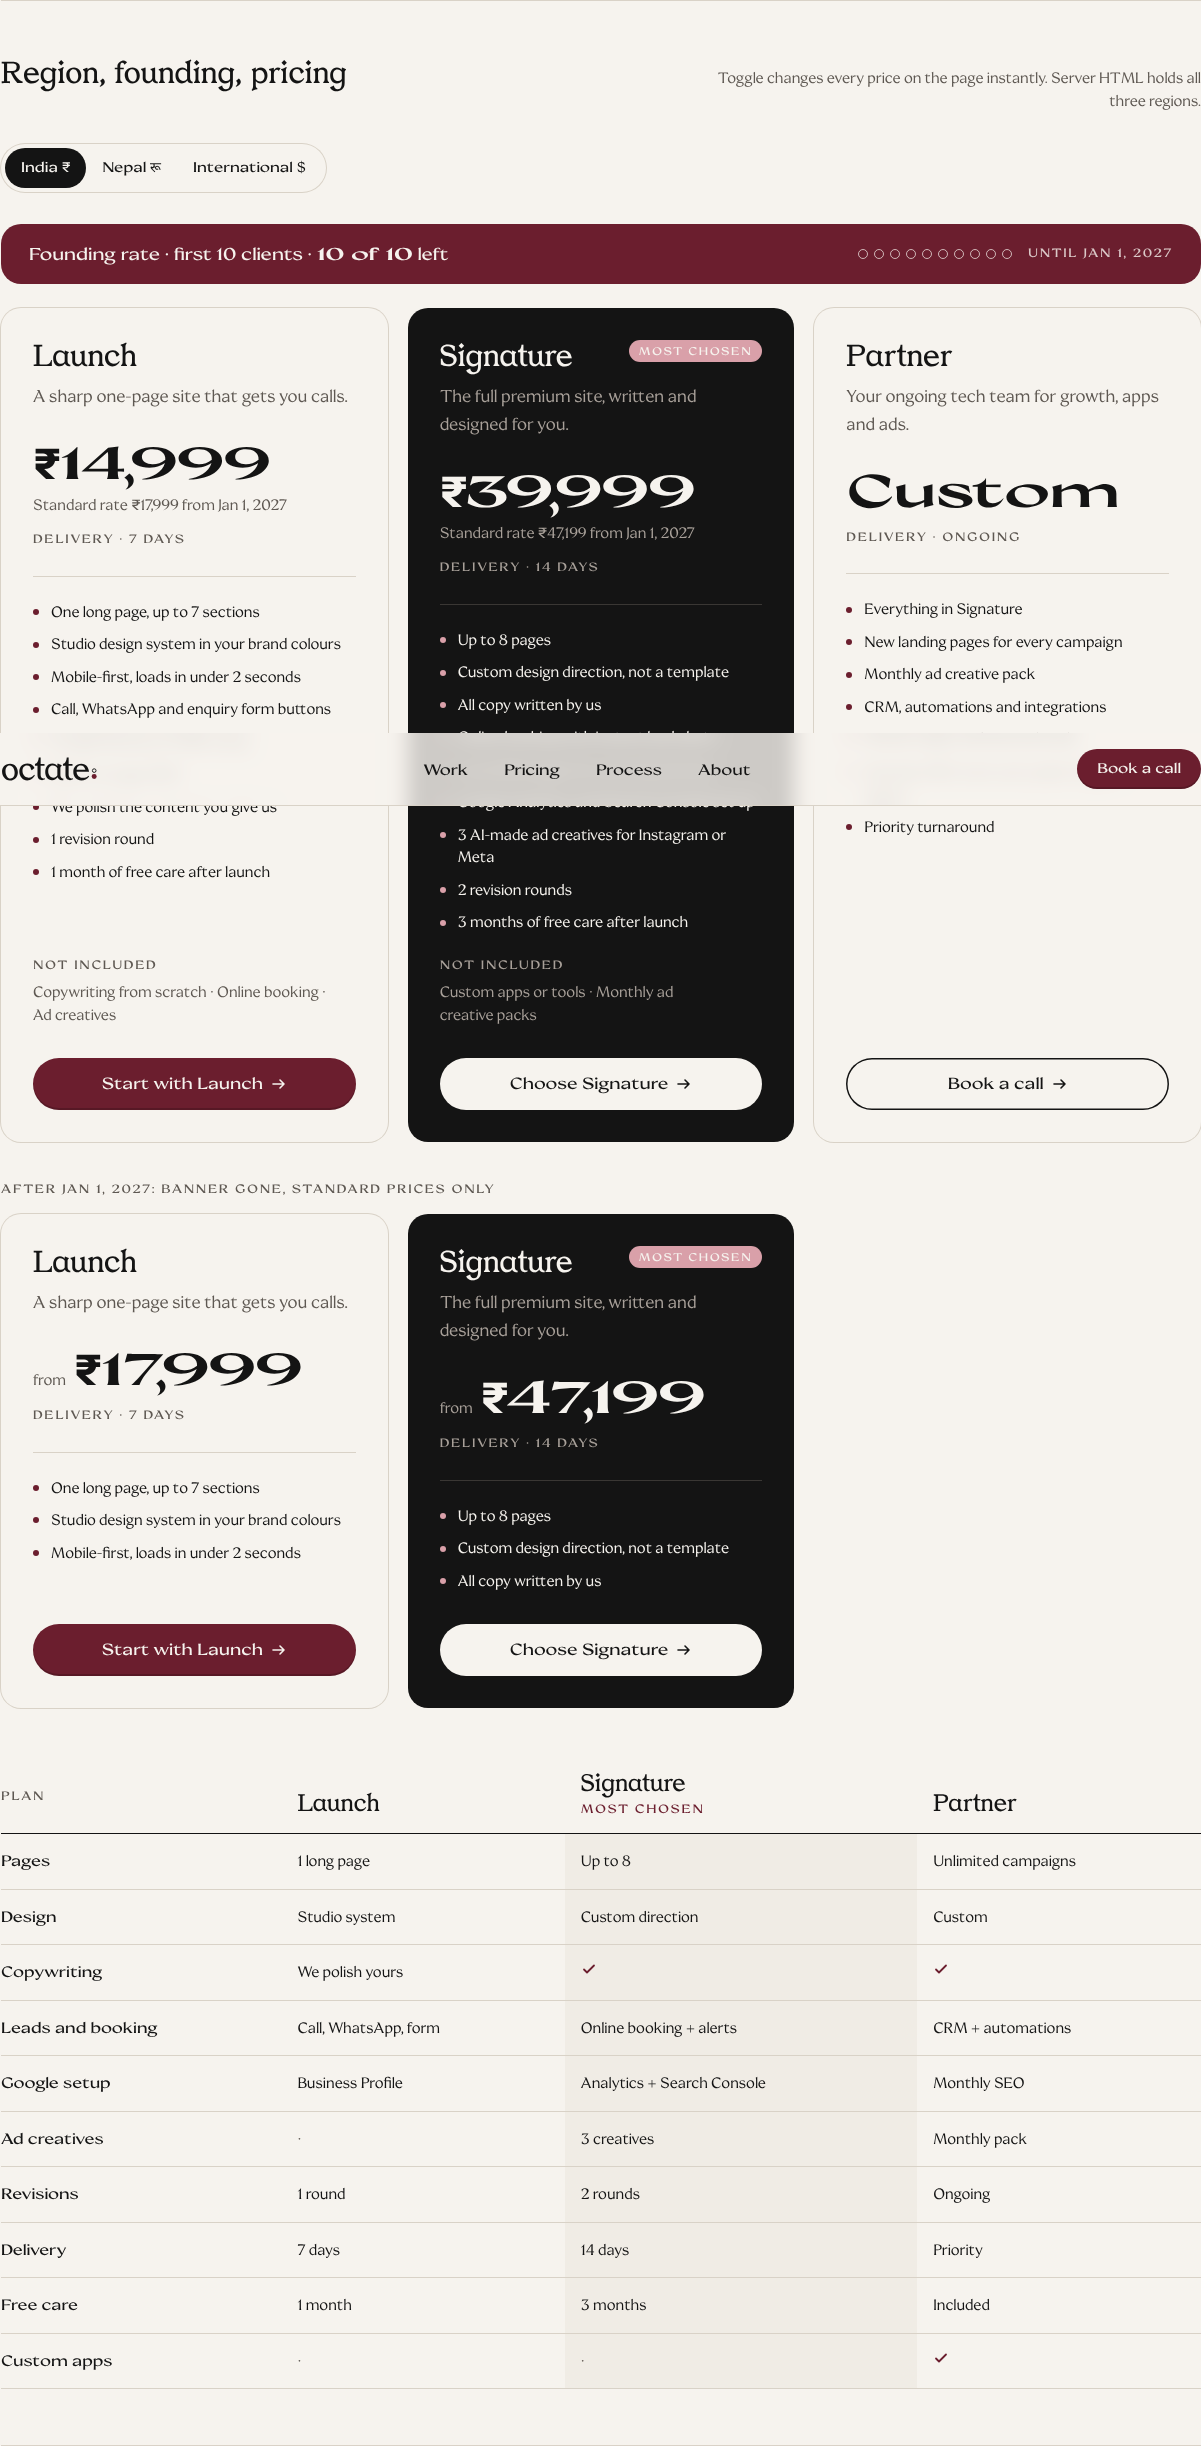 Region, founding, pricing
Toggle changes every price on the page instantly. Server HTML holds all
three regions.
India ₹
Nepal रू
International $
Founding rate · first 10 clients · 10 of 10 left
UNTIL JAN 1, 2027
Launch
A sharp one-page site that gets you calls.
₹14,999
Standard rate ₹17,999 from Jan 1, 2027
DELIVERY · 7 DAYS
One long page, up to 7 sections
Studio design system in your brand colours
Mobile-first, loads in under 2 seconds
Call, WhatsApp and enquiry form buttons
We polish the content you give us
1 revision round
1 month of free care after launch
NOT INCLUDED
Copywriting from scratch · Online booking ·
Ad creatives
Start with Launch →
Signature
MOST CHOSEN
The full premium site, written and
designed for you.
₹39,999
Standard rate ₹47,199 from Jan 1, 2027
DELIVERY · 14 DAYS
Up to 8 pages
Custom design direction, not a template
All copy written by us
Google Analytics and Search Console set up
3 AI-made ad creatives for Instagram or
Meta
2 revision rounds
3 months of free care after launch
NOT INCLUDED
Custom apps or tools · Monthly ad
creative packs
Choose Signature →
Partner
Your ongoing tech team for growth, apps
and ads.
Custom
DELIVERY · ONGOING
Everything in Signature
New landing pages for every campaign
Monthly ad creative pack
CRM, automations and integrations
Priority turnaround
Book a call →
octate:
Work
Pricing
Process
About
Book a call
AFTER JAN 1, 2027: BANNER GONE, STANDARD PRICES ONLY
Launch
A sharp one-page site that gets you calls.
from ₹17,999
DELIVERY · 7 DAYS
One long page, up to 7 sections
Studio design system in your brand colours
Mobile-first, loads in under 2 seconds
Start with Launch →
Signature
MOST CHOSEN
The full premium site, written and
designed for you.
from ₹47,199
DELIVERY · 14 DAYS
Up to 8 pages
Custom design direction, not a template
All copy written by us
Choose Signature →
PLAN
Launch
Signature
MOST CHOSEN
Partner
Pages
1 long page
Up to 8
Unlimited campaigns
Design
Studio system
Custom direction
Custom
Copywriting
We polish yours
✓
✓
Leads and booking
Call, WhatsApp, form
Online booking + alerts
CRM + automations
Google setup
Business Profile
Analytics + Search Console
Monthly SEO
Ad creatives
·
3 creatives
Monthly pack
Revisions
1 round
2 rounds
Ongoing
Delivery
7 days
14 days
Priority
Free care
1 month
3 months
Included
Custom apps
·
·
✓